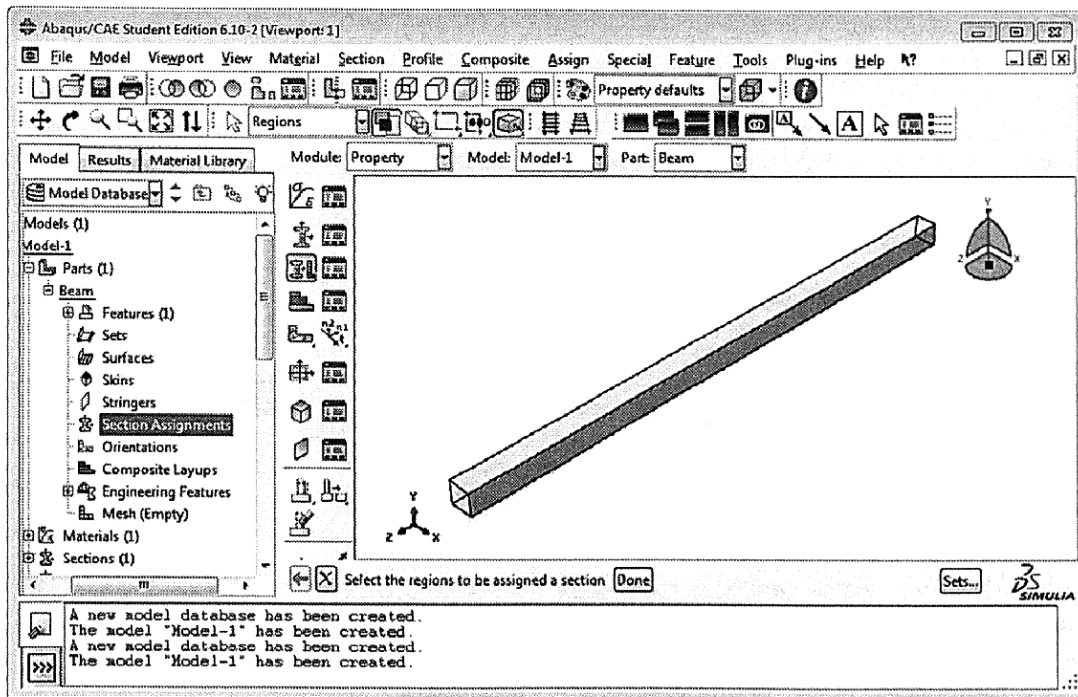 Abaqus/CAE Student Edition 6.10-2 [Viewport: 1]
File Model Viewport View Material Section Profile Composite Assign Special Feature Tools Plug-ins Help
Property defaults
Regions
Model Results Material Library
Module: Property Model: Model-1 Part: Beam
Model Database
Models (1)
Model-1
Parts (1)
Beam
Features (1)
Sets
Surfaces
Skins
Stringers
Section Assignments
Orientations
Composite Layups
Engineering Features
Mesh (Empty)
Materials (1)
Sections (1)
Y
Z X
Y
Z X
Select the regions to be assigned a section Done Sets...
DS SIMULIA
A new model database has been created.
The model "Model-1" has been created.
A new model database has been created.
The model "Model-1" has been created.
>>>